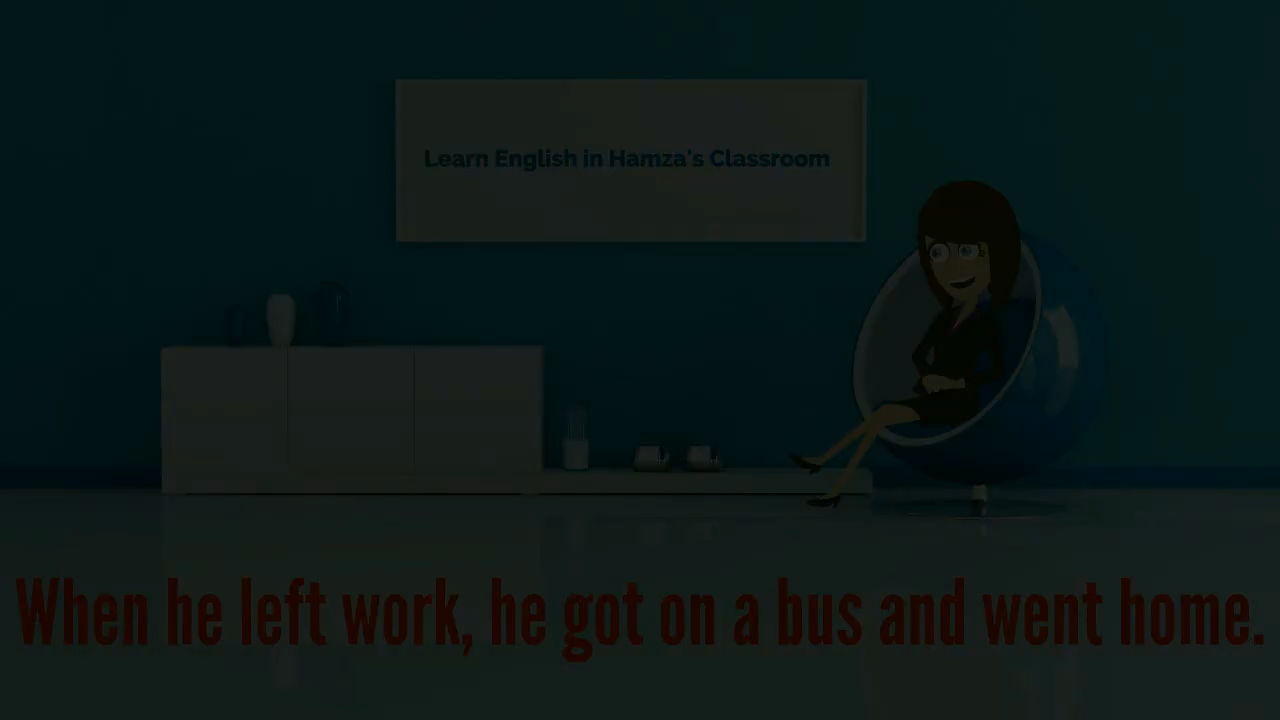 Learn English in Hamza's Classroom
When he left work, he got on a bus and went home.